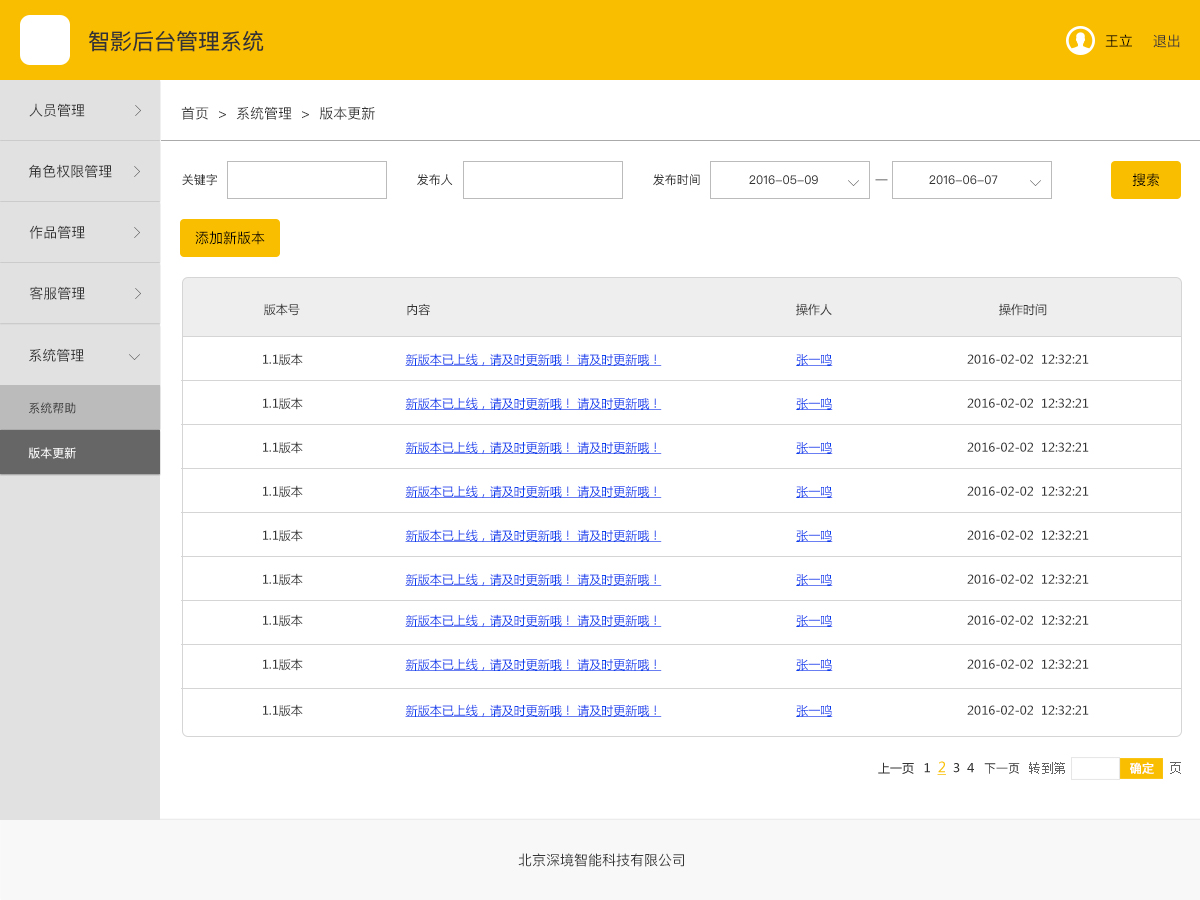 智影后台管理系统
王立 退出
人员管理
角色权限管理
作品管理
客服管理
系统管理
系统帮助
版本更新
首页 > 系统管理 > 版本更新
关键字 发布人 发布时间 2016-05-09 — 2016-06-07 搜索
添加新版本
版本号 内容 操作人 操作时间
1.1版本 新版本已上线，请及时更新哦！ 请及时更新哦！ 张一鸣 2016-02-02 12:32:21
1.1版本 新版本已上线，请及时更新哦！ 请及时更新哦！ 张一鸣 2016-02-02 12:32:21
1.1版本 新版本已上线，请及时更新哦！ 请及时更新哦！ 张一鸣 2016-02-02 12:32:21
1.1版本 新版本已上线，请及时更新哦！ 请及时更新哦！ 张一鸣 2016-02-02 12:32:21
1.1版本 新版本已上线，请及时更新哦！ 请及时更新哦！ 张一鸣 2016-02-02 12:32:21
1.1版本 新版本已上线，请及时更新哦！ 请及时更新哦！ 张一鸣 2016-02-02 12:32:21
1.1版本 新版本已上线，请及时更新哦！ 请及时更新哦！ 张一鸣 2016-02-02 12:32:21
1.1版本 新版本已上线，请及时更新哦！ 请及时更新哦！ 张一鸣 2016-02-02 12:32:21
1.1版本 新版本已上线，请及时更新哦！ 请及时更新哦！ 张一鸣 2016-02-02 12:32:21
上一页 1 2 3 4 下一页 转到第 确定 页
北京深境智能科技有限公司